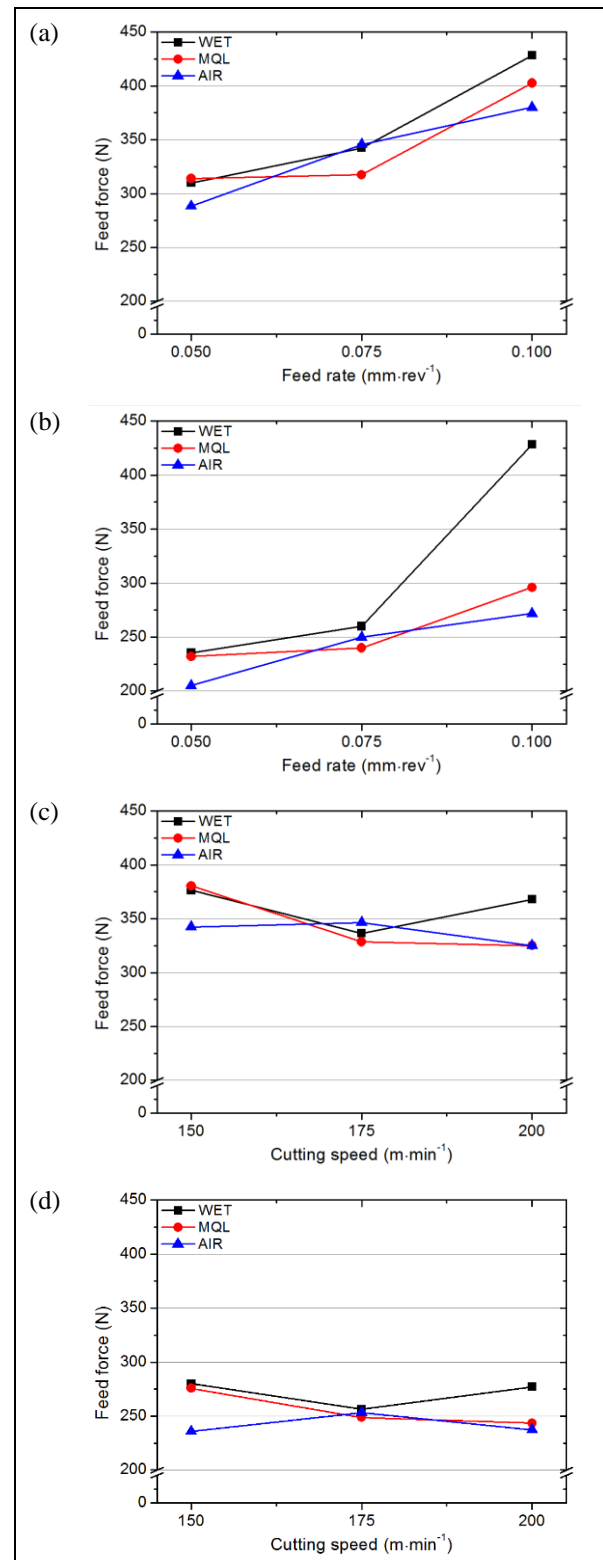 (a)
450
400
350
300
250
200
0
Feed force (N)
WET
MQL
AIR
0.050 0.075 0.100
Feed rate (mm·rev⁻¹)
(b)
450
400
350
300
250
200
0
Feed force (N)
WET
MQL
AIR
0.050 0.075 0.100
Feed rate (mm·rev⁻¹)
(c)
450
400
350
300
250
200
0
Feed force (N)
WET
MQL
AIR
150 175 200
Cutting speed (m·min⁻¹)
(d)
450
400
350
300
250
200
0
Feed force (N)
WET
MQL
AIR
150 175 200
Cutting speed (m·min⁻¹)